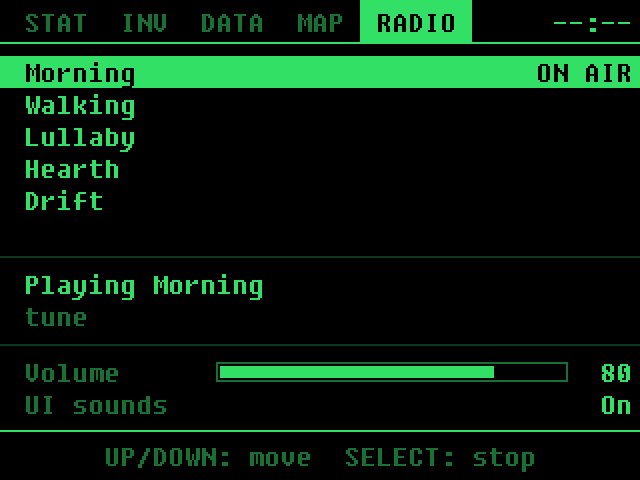 STAT INV DATA MAP RADIO --:--
Morning ON AIR
Walking
Lullaby
Hearth
Drift
Playing Morning
tune
Volume 80
UI sounds On
UP/DOWN: move SELECT: stop